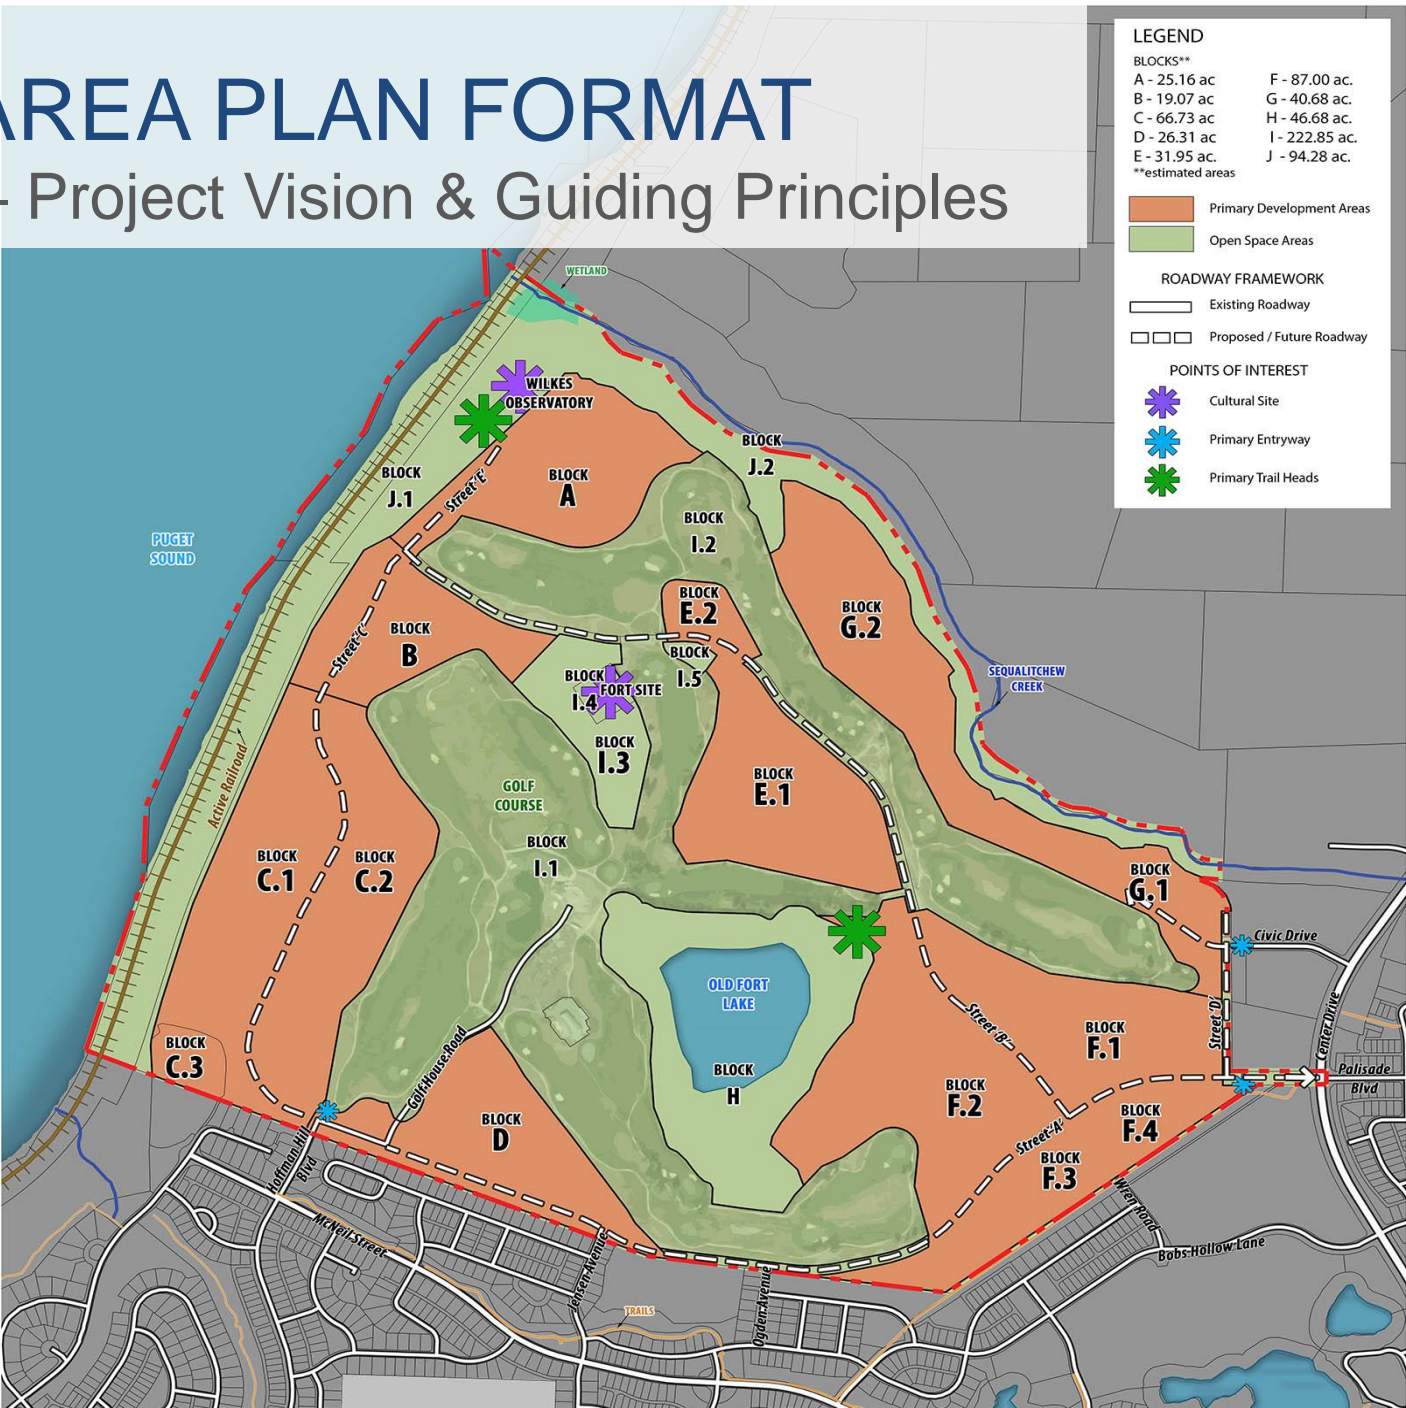 AREA PLAN FORMAT
– Project Vision & Guiding Principles
LEGEND
BLOCKS**
A - 25.16 ac
F - 87.00 ac.
B - 19.07 ac
G - 40.68 ac.
C - 66.73 ac
H - 46.68 ac.
D - 26.31 ac
I - 222.85 ac.
E - 31.95 ac.
J - 94.28 ac.
**estimated areas
Primary Development Areas
Open Space Areas
ROADWAY FRAMEWORK
Existing Roadway
Proposed / Future Roadway
POINTS OF INTEREST
Cultural Site
Primary Entryway
Primary Trail Heads
WETLAND
WILKES
OBSERVATORY
BLOCK
J.1
Street 'E'
BLOCK
A
BLOCK
J.2
BLOCK
I.2
PUGET
SOUND
BLOCK
E.2
BLOCK
G.2
Street 'C'
BLOCK
B
BLOCK
I.5
BLOCK
I.4
FORT SITE
SEQUALITCHEW
CREEK
BLOCK
I.3
Active Railroad
GOLF
COURSE
BLOCK
E.1
BLOCK
I.1
BLOCK
C.1
BLOCK
C.2
BLOCK
G.1
Civic Drive
OLD FORT
LAKE
Street 'B'
Street 'D'
Center Drive
BLOCK
F.1
BLOCK
C.3
Golf House Road
BLOCK
H
BLOCK
F.2
Palisade
Blvd
BLOCK
D
BLOCK
F.4
Street 'A'
BLOCK
F.3
Hoffman Hill
Blvd
McNeil Street
Jensen Avenue
Ogden Avenue
Wren Road
Bobs Hollow Lane
TRAILS